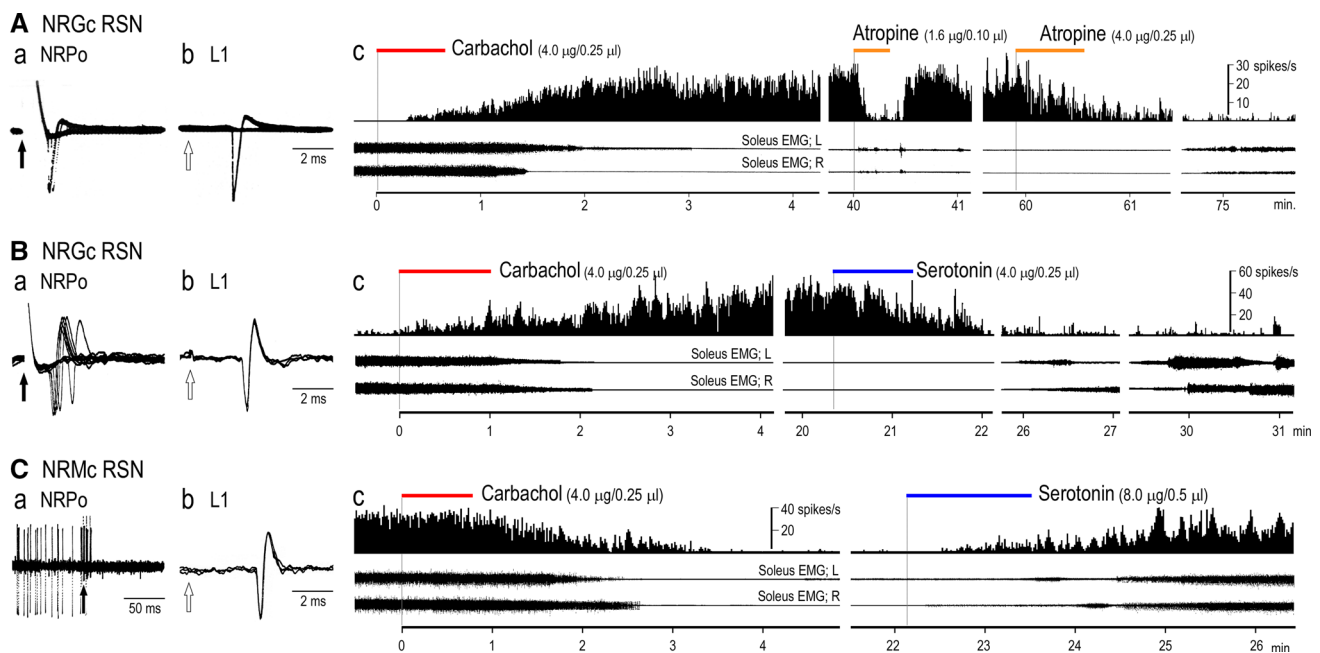 A NRGc RSN
a NRPo
b L1
2 ms
c
Carbachol (4.0 μg/0.25 μl)
Atropine (1.6 μg/0.10 μl)
Atropine (4.0 μg/0.25 μl)
30 spikes/s
20
10
Soleus EMG; L
Soleus EMG; R
0 1 2 3 4 40 41 60 61 75 min.
B NRGc RSN
a NRPo
b L1
2 ms
c
Carbachol (4.0 μg/0.25 μl)
Serotonin (4.0 μg/0.25 μl)
60 spikes/s
40
20
Soleus EMG; L
Soleus EMG; R
0 1 2 3 4 20 21 22 26 27 30 31 min
C NRMc RSN
a NRPo
50 ms
b L1
2 ms
c
Carbachol (4.0 μg/0.25 μl)
40 spikes/s
20
Serotonin (8.0 μg/0.5 μl)
Soleus EMG; L
Soleus EMG; R
0 1 2 3 4 22 23 24 25 26 min